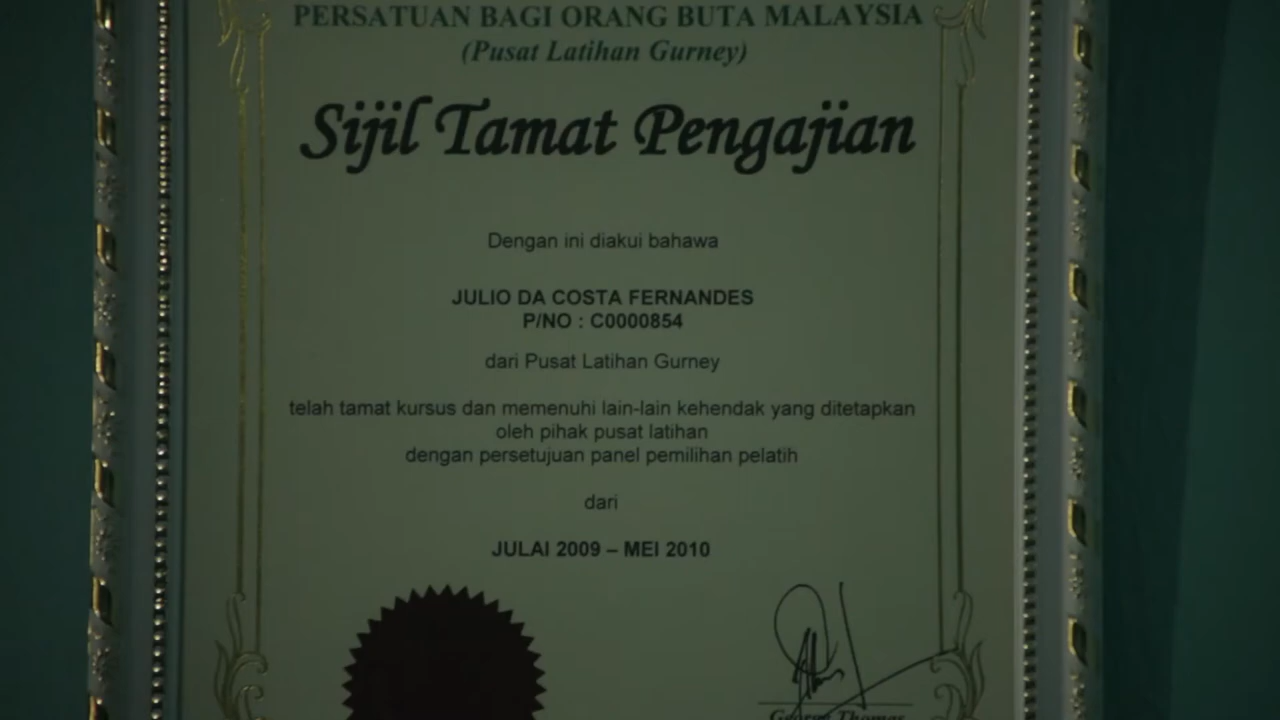 PERSATUAN BAGI ORANG BUTA MALAYSIA
(Pusat Latihan Gurney)
Sijil Tamat Pengajian
Dengan ini diakui bahawa
JULIO DA COSTA FERNANDES
P/NO : C0000854
dari Pusat Latihan Gurney
telah tamat kursus dan memenuhi lain-lain kehendak yang ditetapkan
oleh pihak pusat latihan
dengan persetujuan panel pemilihan pelatih
dari
JULAI 2009 – MEI 2010
George Thomas